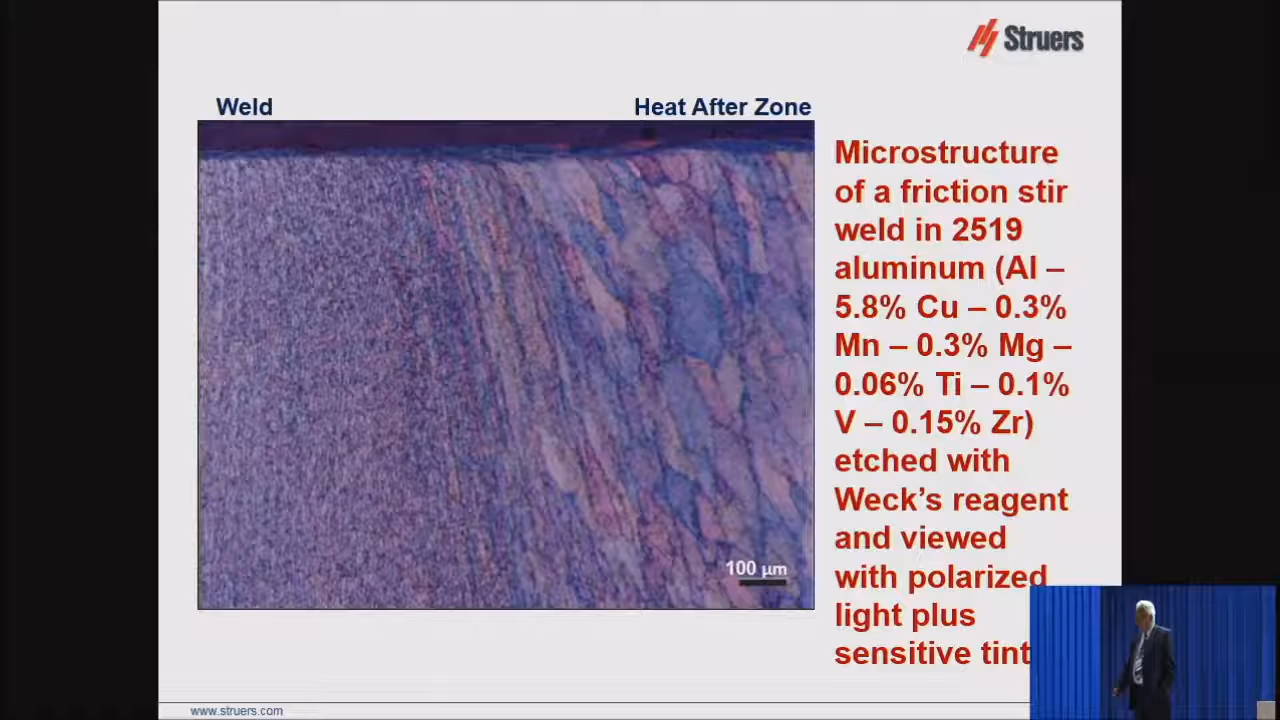 Struers
Weld
Heat After Zone
Microstructure
of a friction stir
weld in 2519
aluminum (Al –
5.8% Cu – 0.3%
Mn – 0.3% Mg –
0.06% Ti – 0.1%
V – 0.15% Zr)
etched with
Weck’s reagent
and viewed
with polarized
light plus
sensitive tint
100 µm
www.struers.com